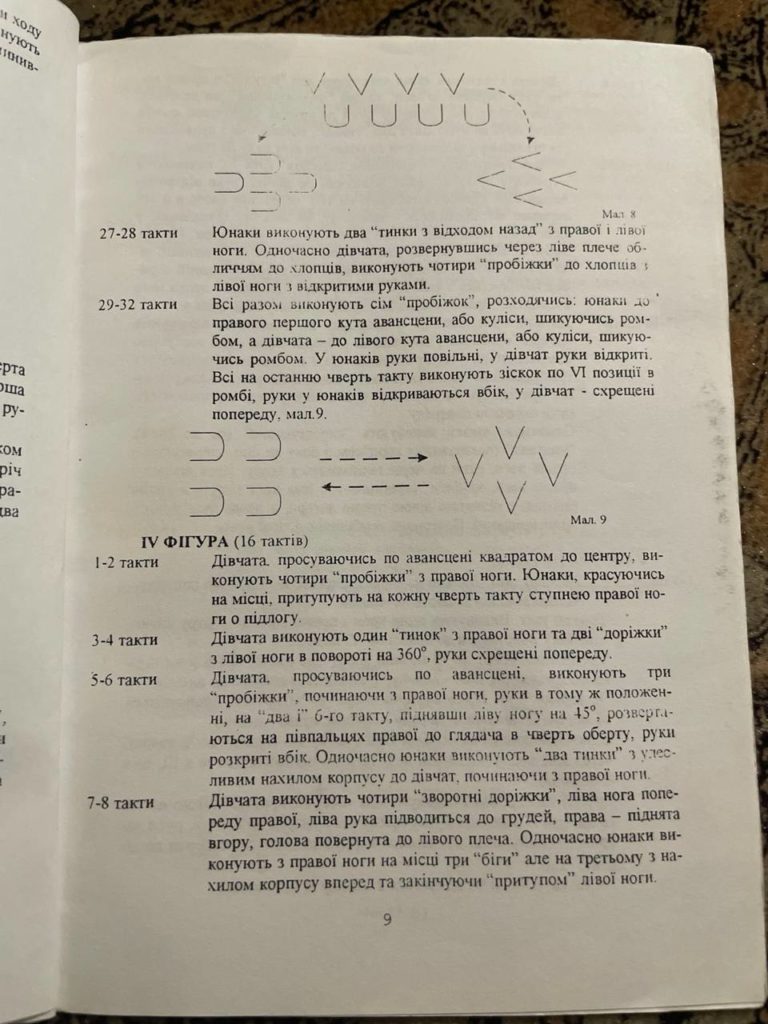 и ходу
нують
Мал. 8
27-28 такти Юнаки виконують два “тинки з відходом назад” з правої і лівої
ноги. Одночасно дівчата, розвернувшись через ліве плече об-
личчям до хлопців, виконують чотири “пробіжки” до хлопців з
лівої ноги з відкритими руками.
29-32 такти Всі разом виконують сім “пробіжок”, розходячись: юнаки до
правого першого кута авансцени, або куліси, шикуючись ром-
бом, а дівчата – до лівого кута авансцени, або куліси, шикую-
чись ромбом. У юнаків руки повільні, у дівчат руки відкриті.
Всі на останню чверть такту виконують зіскок по VI позиції в
ромбі, руки у юнаків відкриваються вбік, у дівчат - схрещені
попереду, мал.9.
Мал. 9
IV ФІГУРА (16 тактів)
1-2 такти Дівчата, просуваючись по авансцені квадратом до центру, ви-
конують чотири “пробіжки” з правої ноги. Юнаки, красуючись
на місці, притупують на кожну чверть такту ступнею правої но-
ги о підлогу.
3-4 такти Дівчата виконують один “тинок” з правої ноги та дві “доріжки”
з лівої ноги в повороті на 360°, руки схрещені попереду.
5-6 такти Дівчата, просуваючись по авансцені, виконують три
“пробіжки”, починаючи з правої ноги, руки в тому ж положен-
ні, на “два і” 6-го такту, піднявши ліву ногу на 45°, розверта-
ються на півпальцях правої до глядача в чверть оберту, руки
розкриті вбік. Одночасно юнаки виконують “два тинки” з улес-
ливим нахилом корпусу до дівчат, починаючи з правої ноги.
7-8 такти Дівчата виконують чотири “зворотні доріжки”, ліва нога попе-
реду правої, ліва рука підводиться до грудей, права – піднята
вгору, голова повернута до лівого плеча. Одночасно юнаки ви-
конують з правої ноги на місці три “біги” але на третьому з на-
хилом корпусу вперед та закінчуючи “притупом” лівої ноги.
9